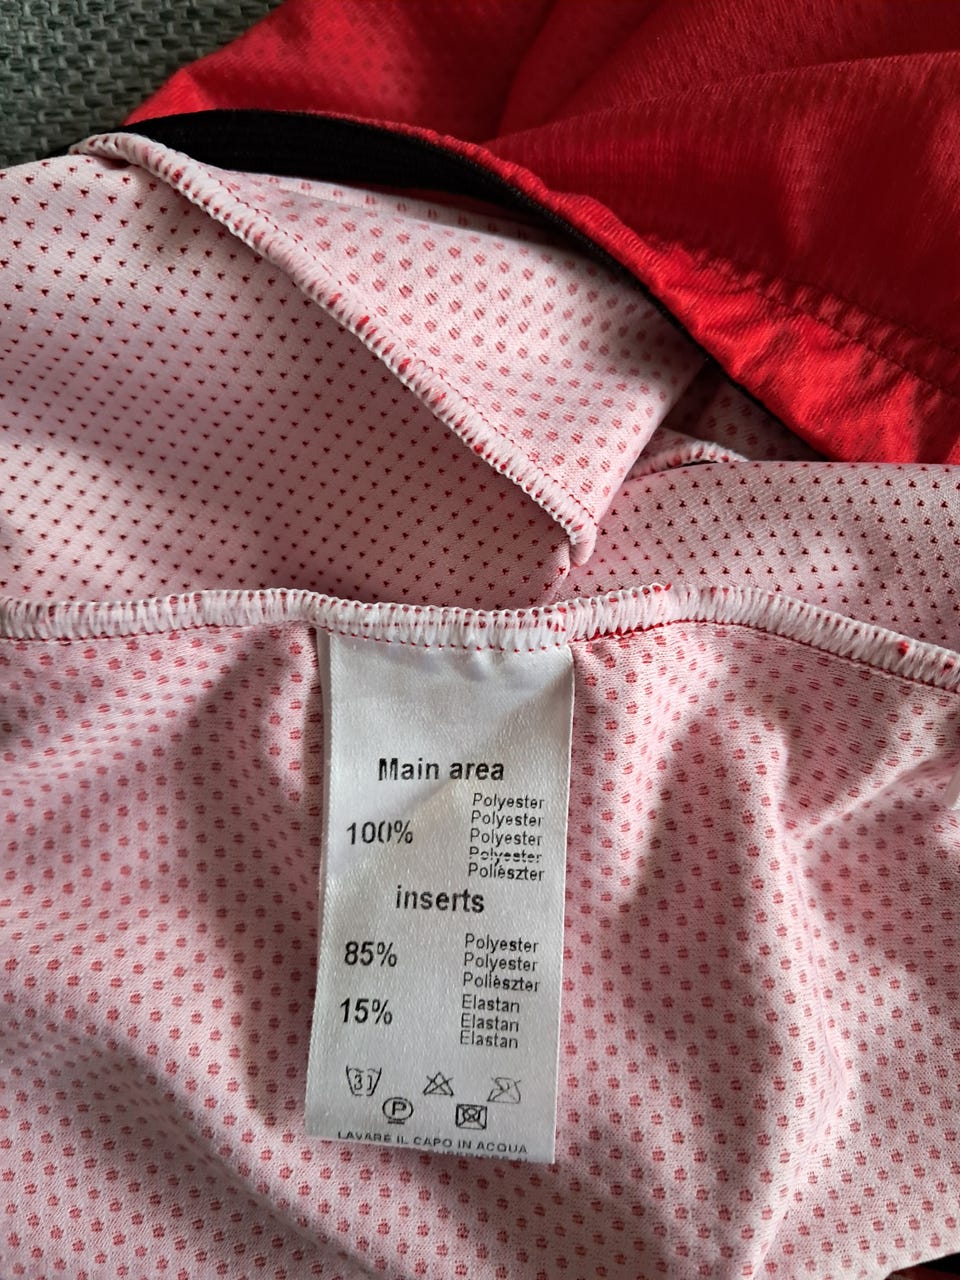 Main area
Polyester
Polyester
100% Polyester
Polyester
Poliészter
inserts
Polyester
85% Polyester
Poliészter
Elastan
15% Elastan
Elastan
P
LAVARE IL CAPO IN ACQUA